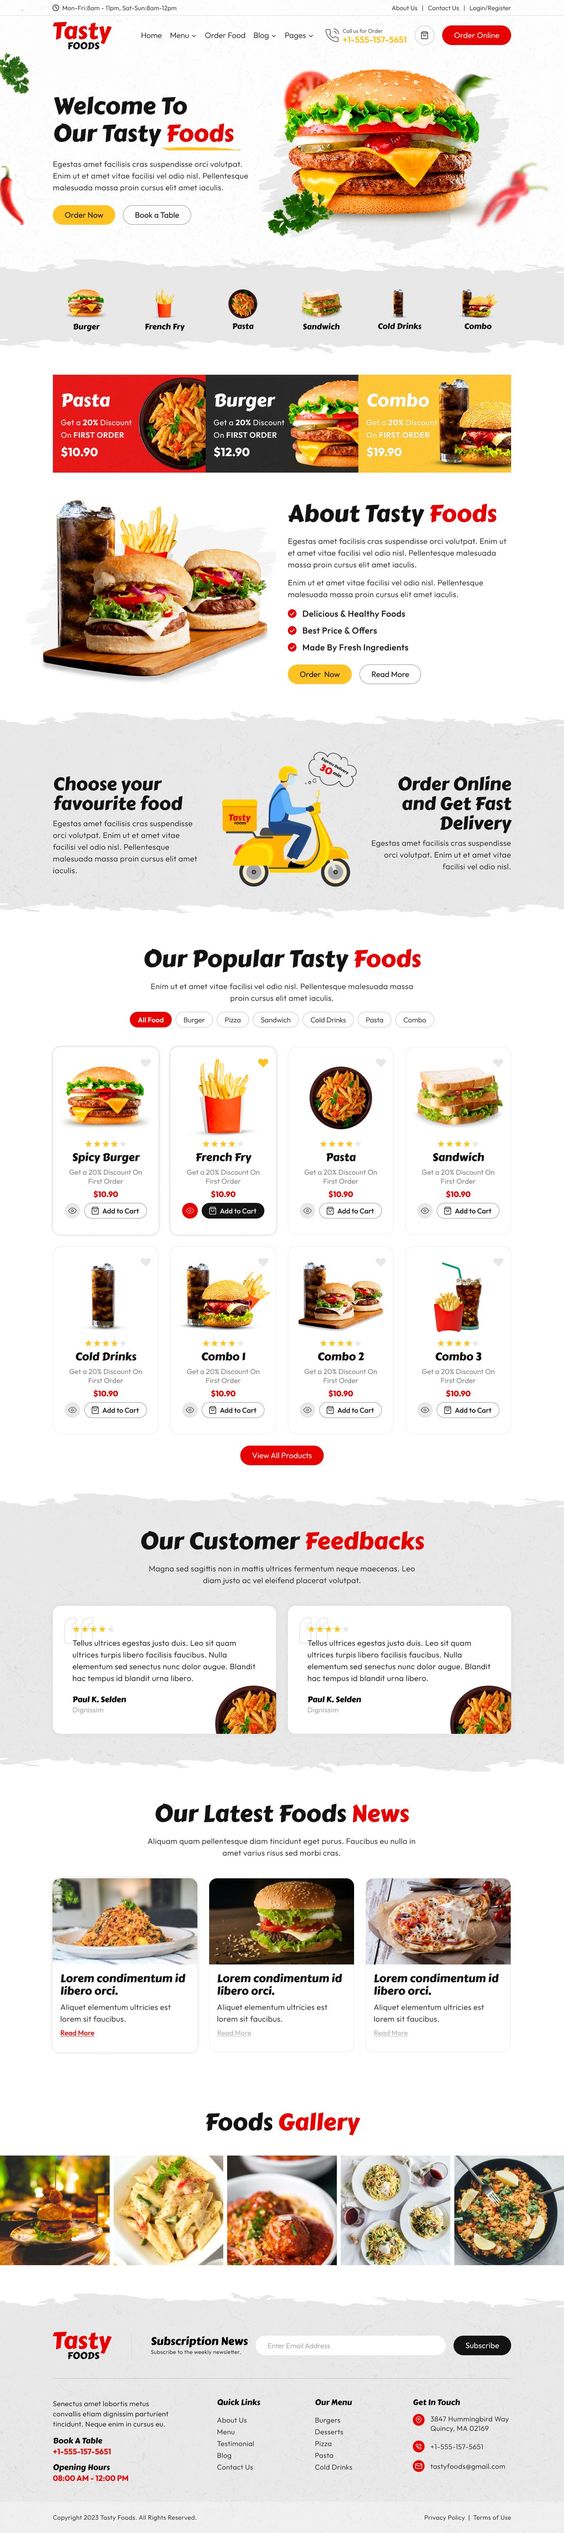 Mon-Fri:8am - 11pm, Sat-Sun:8am-12pm
About Us | Contact Us | Login/Register
Tasty
FOODS
Home Menu Order Food Blog Pages
Call us for Order
+1-555-157-5651
Order Online
Welcome To
Our Tasty Foods
Egestas amet facilisis cras suspendisse orci volutpat.
Enim ut et amet vitae facilisi vel odio nisl. Pellentesque
malesuada massa proin cursus elit amet iaculis.
Order Now
Book a Table
Burger
French Fry
Pasta
Sandwich
Cold Drinks
Combo
Pasta
Get a 20% Discount
On FIRST ORDER
$10.90
Burger
Get a 20% Discount
On FIRST ORDER
$12.90
Combo
Get a 20% Discount
On FIRST ORDER
$19.90
About Tasty Foods
Egestas amet facilisis cras suspendisse orci volutpat. Enim ut
et amet vitae facilisi vel odio nisl. Pellentesque malesuada
massa proin cursus elit amet iaculis.
Enim ut et amet vitae facilisi vel odio nisl. Pellentesque
malesuada massa proin cursus elit amet iaculis.
Delicious & Healthy Foods
Best Price & Offers
Made By Fresh Ingredients
Order Now
Read More
Choose your
favourite food
Egestas amet facilisis cras suspendisse
orci volutpat. Enim ut et amet vitae
facilisi vel odio nisl. Pellentesque
malesuada massa proin cursus elit amet
iaculis.
Express Delivery
30 min
Tasty
FOODS
Order Online
and Get Fast
Delivery
Egestas amet facilisis cras suspendisse
orci volutpat. Enim ut et amet vitae
facilisi vel odio nisl.
Our Popular Tasty Foods
Enim ut et amet vitae facilisi vel odio nisl. Pellentesque malesuada massa
proin cursus elit amet iaculis.
All Food
Burger
Pizza
Sandwich
Cold Drinks
Pasta
Combo
Spicy Burger
Get a 20% Discount On
First Order
$10.90
Add to Cart
French Fry
Get a 20% Discount On
First Order
$10.90
Add to Cart
Pasta
Get a 20% Discount On
First Order
$10.90
Add to Cart
Sandwich
Get a 20% Discount On
First Order
$10.90
Add to Cart
Cold Drinks
Get a 20% Discount On
First Order
$10.90
Add to Cart
Combo 1
Get a 20% Discount On
First Order
$10.90
Add to Cart
Combo 2
Get a 20% Discount On
First Order
$10.90
Add to Cart
Combo 3
Get a 20% Discount On
First Order
$10.90
Add to Cart
View All Products
Our Customer Feedbacks
Magna sed sagittis non in mattis ultrices fermentum neque maecenas. Leo
diam justo ac vel eleifend placerat volutpat.
Tellus ultrices egestas justo duis. Leo sit quam
ultrices turpis libero facilisis faucibus. Nulla
elementum sed senectus nunc dolor augue. Blandit
hac tempus id blandit urna libero.
Paul K. Selden
Dignissim
Tellus ultrices egestas justo duis. Leo sit quam
ultrices turpis libero facilisis faucibus. Nulla
elementum sed senectus nunc dolor augue. Blandit
hac tempus id blandit urna libero.
Paul K. Selden
Dignissim
Our Latest Foods News
Aliquam quam pellentesque diam tincidunt eget purus. Faucibus eu nulla in
amet varius risus sed morbi cras.
Lorem condimentum id
libero orci.
Aliquet elementum ultricies est
lorem sit faucibus.
Read More
Lorem condimentum id
libero orci.
Aliquet elementum ultricies est
lorem sit faucibus.
Read More
Lorem condimentum id
libero orci.
Aliquet elementum ultricies est
lorem sit faucibus.
Read More
Foods Gallery
Tasty
FOODS
Subscription News
Subscribe to the weekly newsletter.
Enter Email Address
Subscribe
Senectus amet lobortis metus
convallis etiam dignissim parturient
tincidunt. Neque enim in cursus eu.
Book A Table
+1-555-157-5651
Opening Hours
08:00 AM - 12:00 PM
Quick Links
About Us
Menu
Testimonial
Blog
Contact Us
Our Menu
Burgers
Desserts
Pizza
Pasta
Cold Drinks
Get In Touch
3847 Hummingbird Way
Quincy, MA 02169
+1-555-157-5651
tastyfoods@gmail.com
Copyright 2023 Tasty Foods. All Rights Reserved.
Privacy Policy | Terms of Use